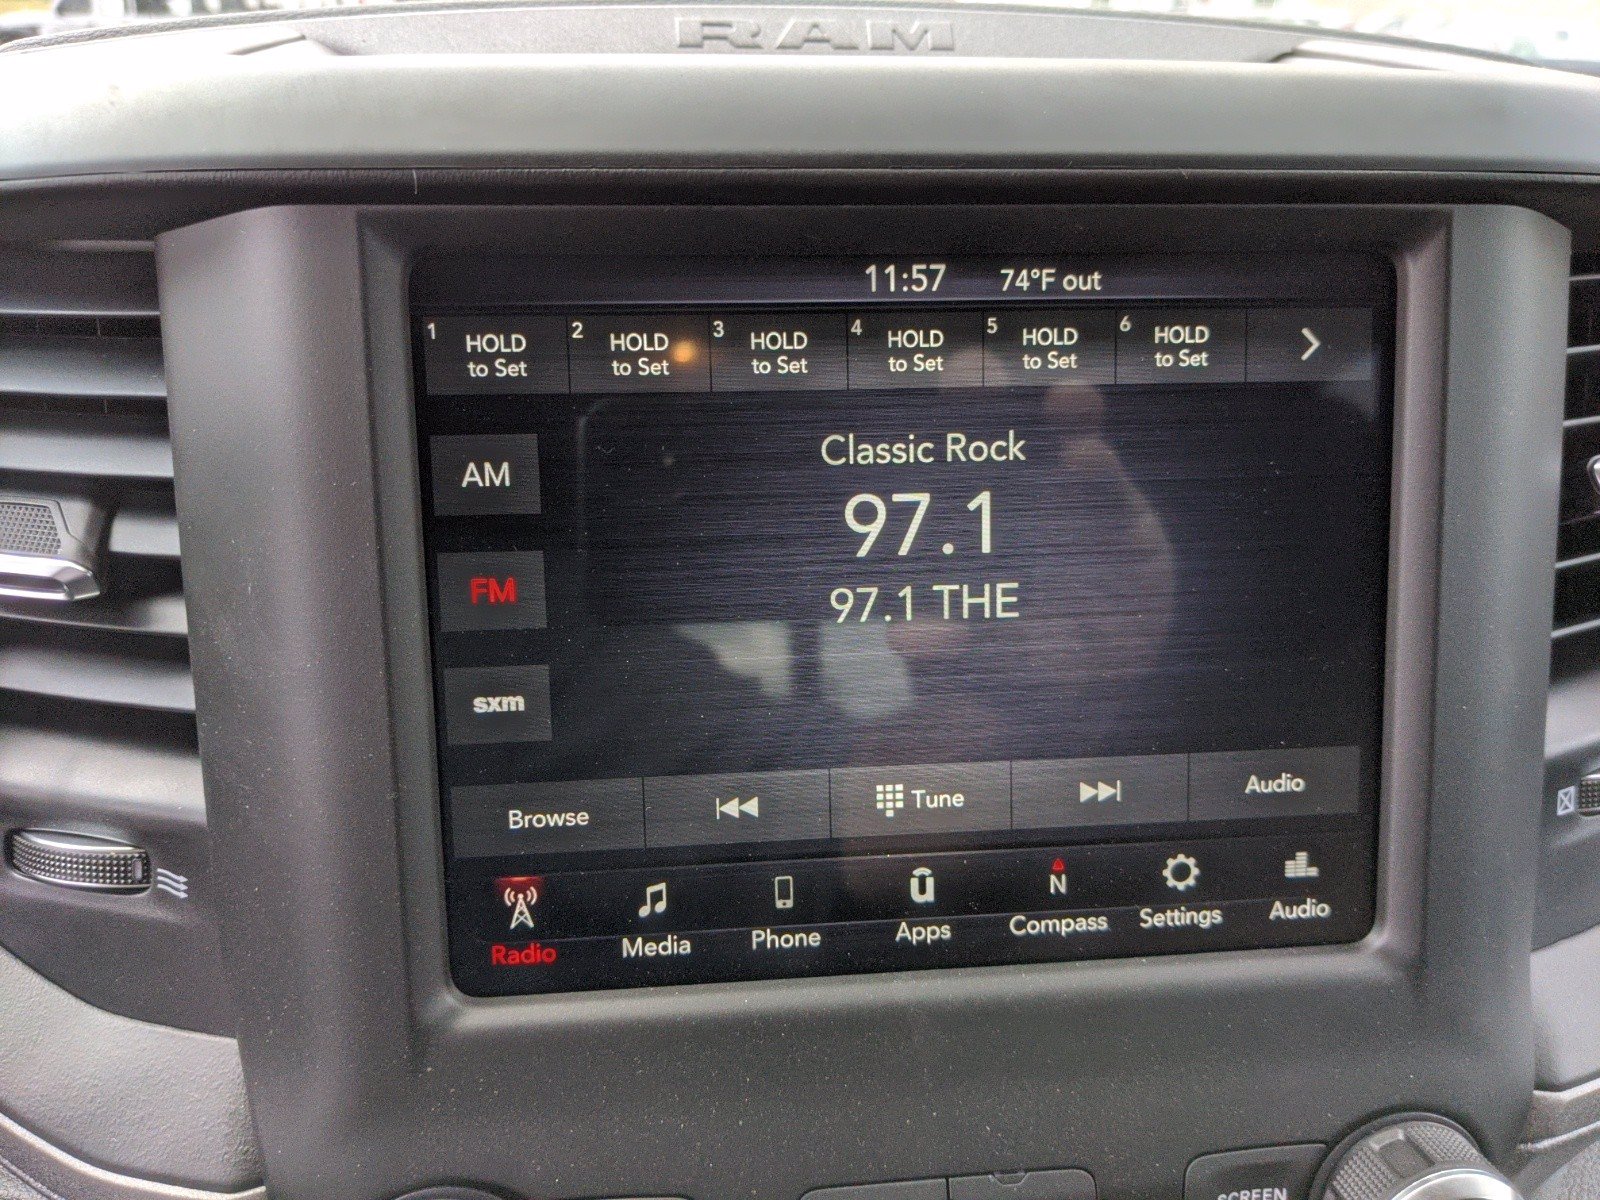 RAM
11:57 74°F out
1 HOLD to Set 2 HOLD to Set 3 HOLD to Set 4 HOLD to Set 5 HOLD to Set 6 HOLD to Set
Classic Rock
AM
97.1
FM
97.1 THE
sxm
Browse Tune Audio
N
Radio Media Phone Apps Compass Settings Audio
SCREEN